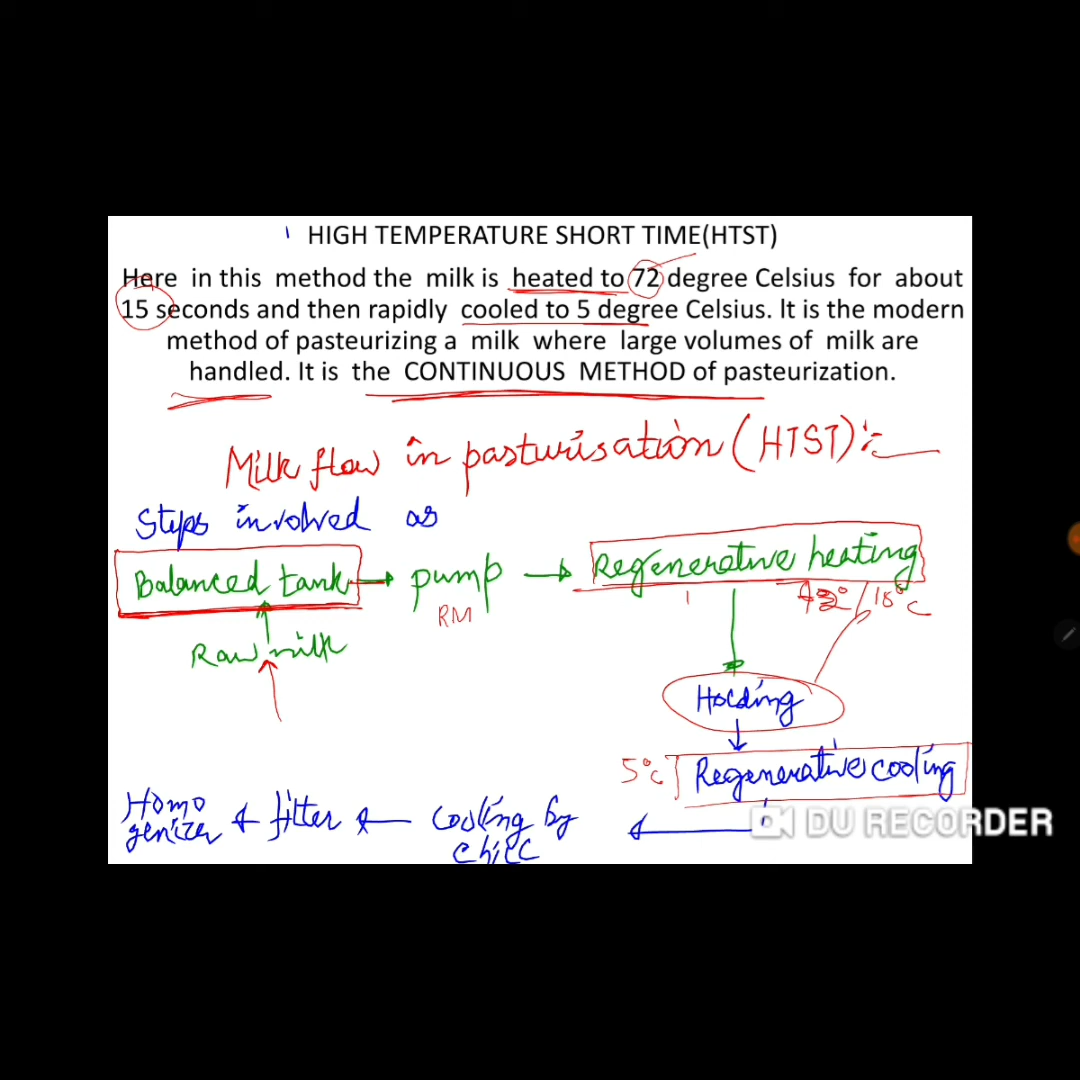 HIGH TEMPERATURE SHORT TIME(HTST)
Here in this method the milk is heated to 72 degree Celsius for about
15 seconds and then rapidly cooled to 5 degree Celsius. It is the modern
method of pasteurizing a milk where large volumes of milk are
handled. It is the CONTINUOUS METHOD of pasteurization.
Milk flow in pasturisation (HTST):-
Steps involved as
Balanced tank → pump → Regenerative heating
RM
Raw milk
Holding
5°C Regenerative cooling
Homo
genizer ← filter ← Cooling by
DU RECORDER